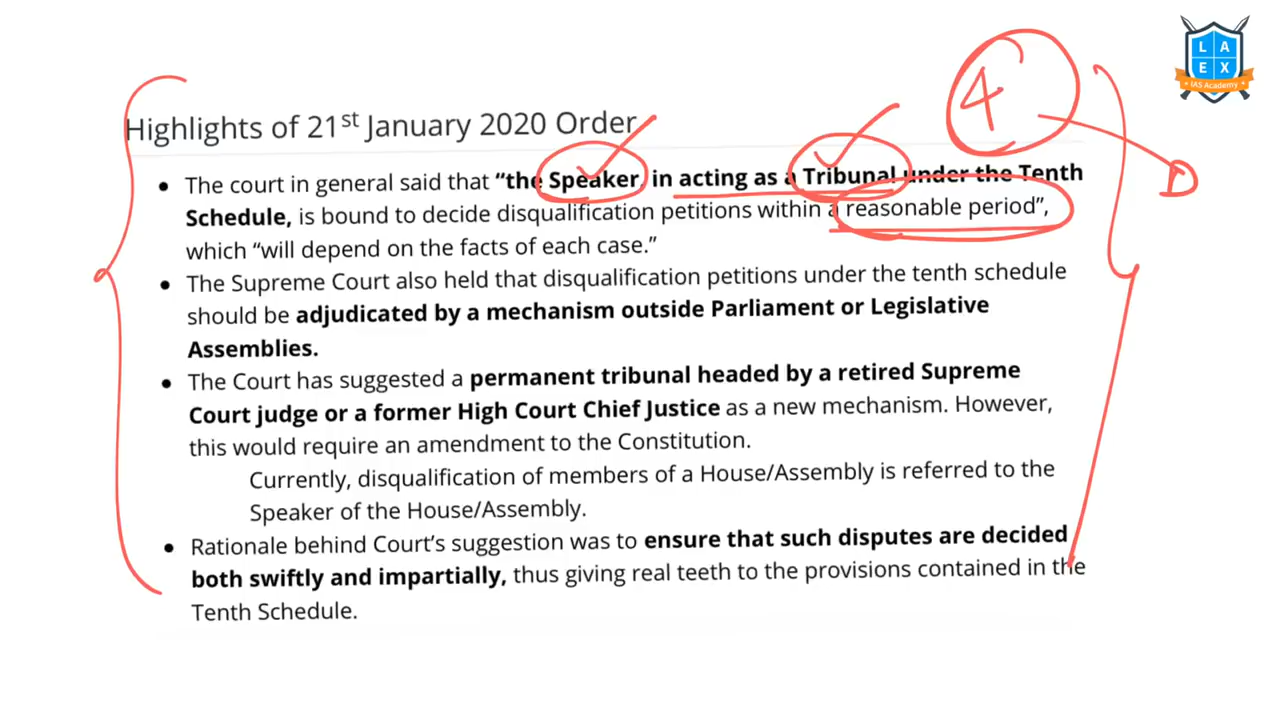 L A
E X
IAS Academy
4
D
Highlights of 21st January 2020 Order
• The court in general said that “the Speaker, in acting as a Tribunal under the Tenth
Schedule, is bound to decide disqualification petitions within a reasonable period”,
which “will depend on the facts of each case.”
• The Supreme Court also held that disqualification petitions under the tenth schedule
should be adjudicated by a mechanism outside Parliament or Legislative
Assemblies.
• The Court has suggested a permanent tribunal headed by a retired Supreme
Court judge or a former High Court Chief Justice as a new mechanism. However,
this would require an amendment to the Constitution.
Currently, disqualification of members of a House/Assembly is referred to the
Speaker of the House/Assembly.
• Rationale behind Court’s suggestion was to ensure that such disputes are decided
both swiftly and impartially, thus giving real teeth to the provisions contained in the
Tenth Schedule.